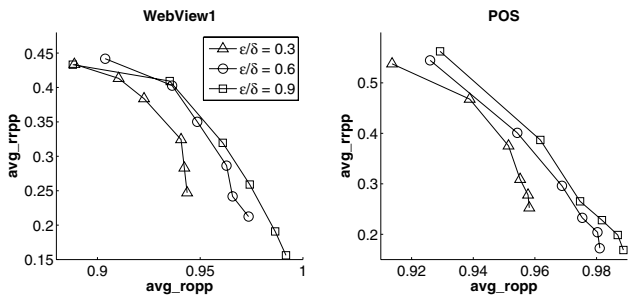 WebView1
POS
avg_rrpp
0.45
0.4
0.35
0.3
0.25
0.2
0.15
ε/δ = 0.3
ε/δ = 0.6
ε/δ = 0.9
0.9
0.95
1
avg_ropp
avg_rrpp
0.5
0.4
0.3
0.2
0.92
0.94
0.96
0.98
avg_ropp